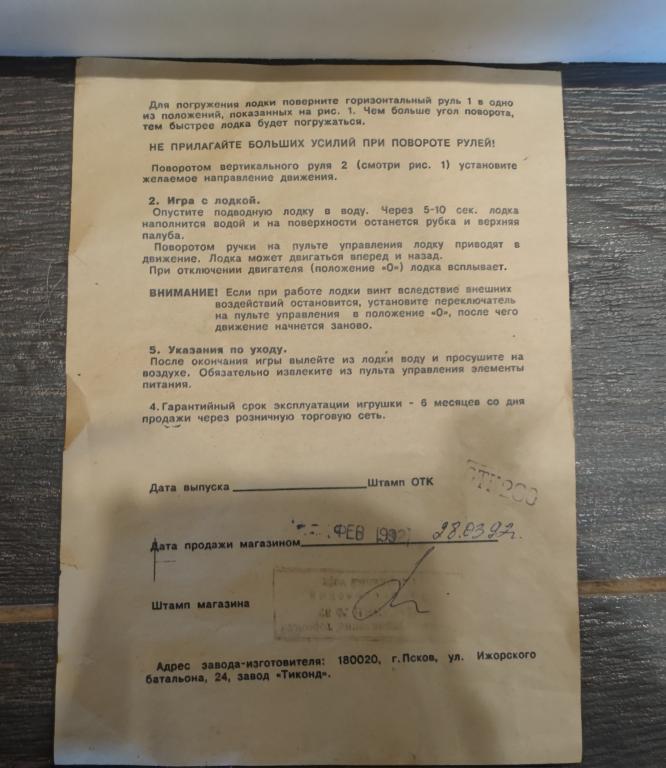 Для погружения лодки поверните горизонтальный руль 1 в одно
из положений, показанных на рис. 1. Чем больше угол поворота,
тем быстрее лодка будет погружаться.
НЕ ПРИЛАГАЙТЕ БОЛЬШИХ УСИЛИЙ ПРИ ПОВОРОТЕ РУЛЕЙ!
Поворотом вертикального руля 2 (смотри рис. 1) установите
желаемое направление движения.
2. Игра с лодкой.
Опустите подводную лодку в воду. Через 5-10 сек. лодка
наполнится водой и на поверхности останется рубка и верхняя
палуба.
Поворотом ручки на пульте управления лодку приводят в
движение. Лодка может двигаться вперед и назад.
При отключении двигателя (положение «О») лодка всплывает.
ВНИМАНИЕ! Если при работе лодки винт вследствие внешних
воздействий остановится, установите переключатель
на пульте управления в положение «О», после чего
движение начнется заново.
5. Указания по уходу.
После окончания игры вылейте из лодки воду и просушите на
воздухе. Обязательно извлеките из пульта управления элементы
питания.
4. Гарантийный срок эксплуатации игрушки - 6 месяцев со дня
продажи через розничную торговую сеть.
Дата выпуска Штамп ОТК
ФЕВ 1992
Дата продажи магазином 28.03.92г.
Штамп магазина
Адрес завода-изготовителя: 180020, г. Псков, ул. Ижорского
батальона, 24, завод «Тиконд».